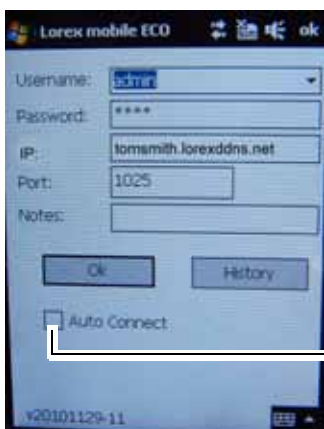 Lorex mobile ECO ok
Username: admin
Password: ****
IP: tomsmith.lorexddns.net
Port: 1025
Notes:
Ok History
Auto Connect
v20101129-11